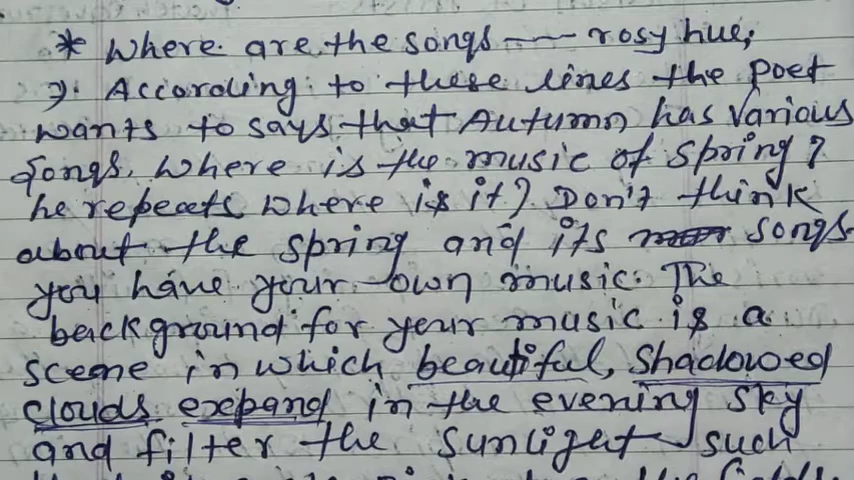 * Where are the songs —— rosy hue;
⇒. According to these lines the poet
wants to says that Autumn has various
songs. Where is the music of spring?
he repeats where is it? Don't think
about the spring and its songs.
you have your own music. The
background for your music is a
scene in which beautiful, shadowed
clouds expand in the evening sky
and filter the sunlight such
the fields